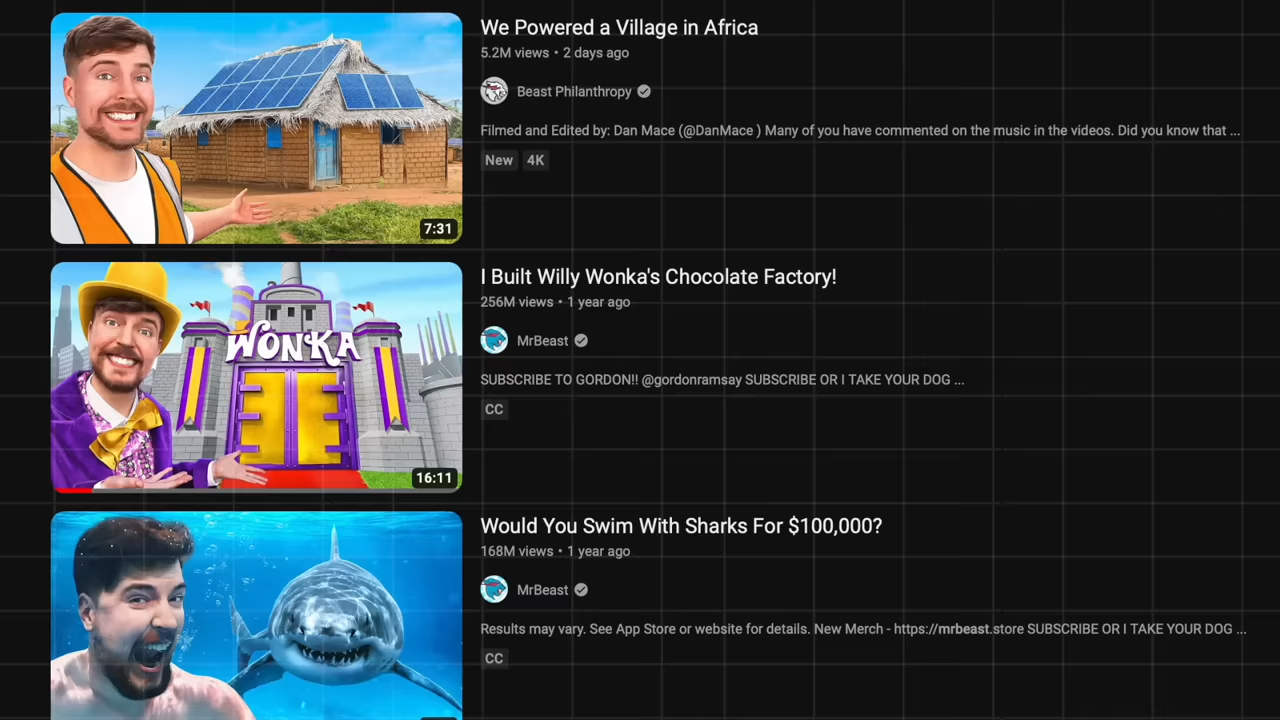 We Powered a Village in Africa
5.2M views • 2 days ago
Beast Philanthropy
Filmed and Edited by: Dan Mace (@DanMace ) Many of you have commented on the music in the videos. Did you know that ...
New 4K
7:31
I Built Willy Wonka's Chocolate Factory!
256M views • 1 year ago
WONKA
MrBeast
SUBSCRIBE TO GORDON!! @gordonramsay SUBSCRIBE OR I TAKE YOUR DOG ...
CC
16:11
Would You Swim With Sharks For $100,000?
168M views • 1 year ago
MrBeast
Results may vary. See App Store or website for details. New Merch - https://mrbeast.store SUBSCRIBE OR I TAKE YOUR DOG ...
CC